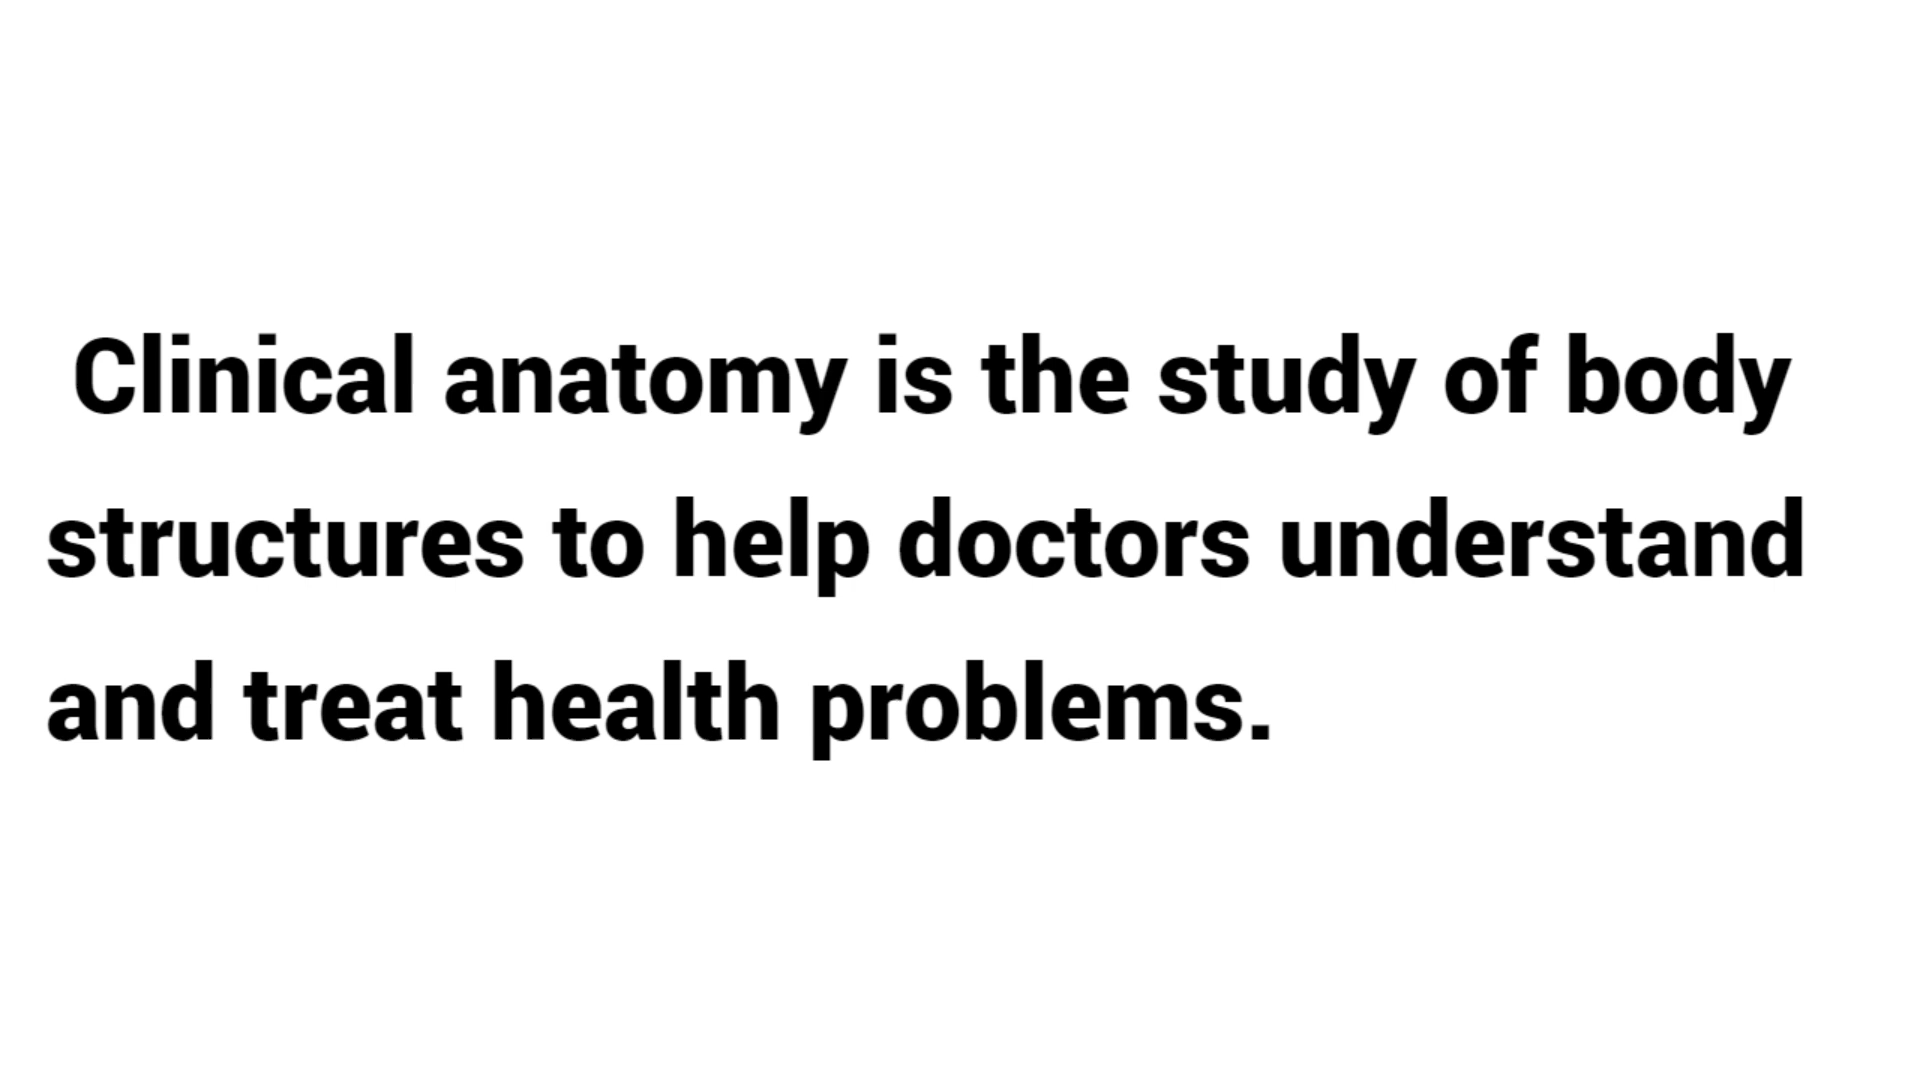 Clinical anatomy is the study of body
structures to help doctors understand
and treat health problems.